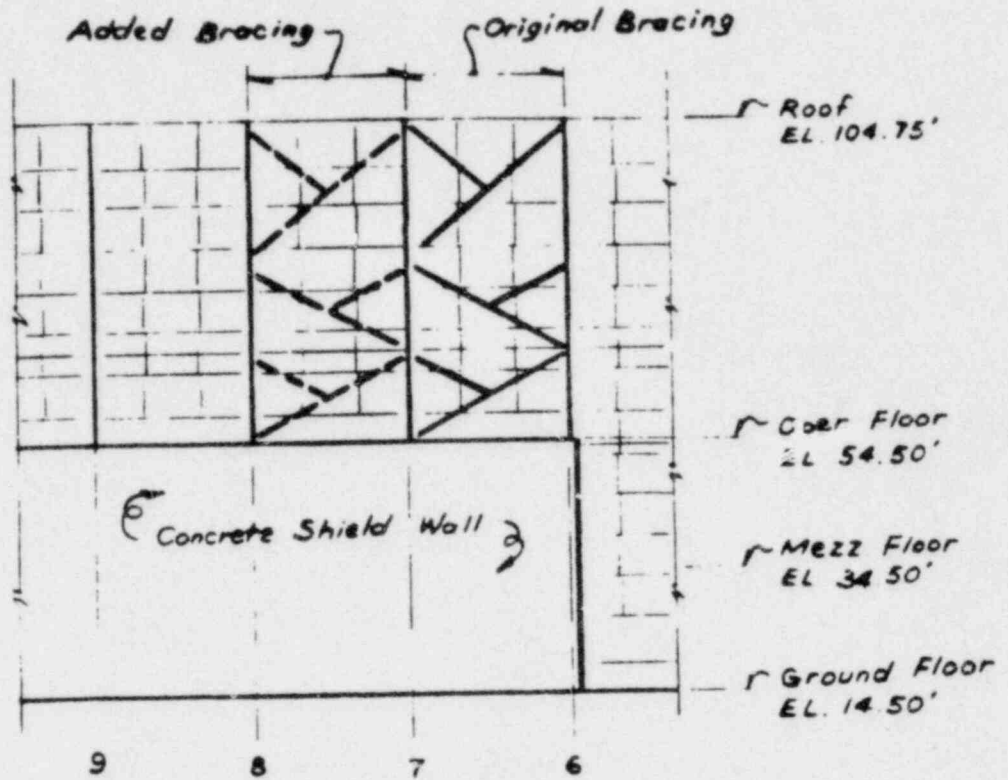 Added Bracing
Original Bracing
Roof
EL. 104.75'
Coer Floor
EL 54.50'
Concrete Shield Wall
Mezz Floor
EL 34.50'
Ground Floor
EL. 14.50'
9 8 7 6